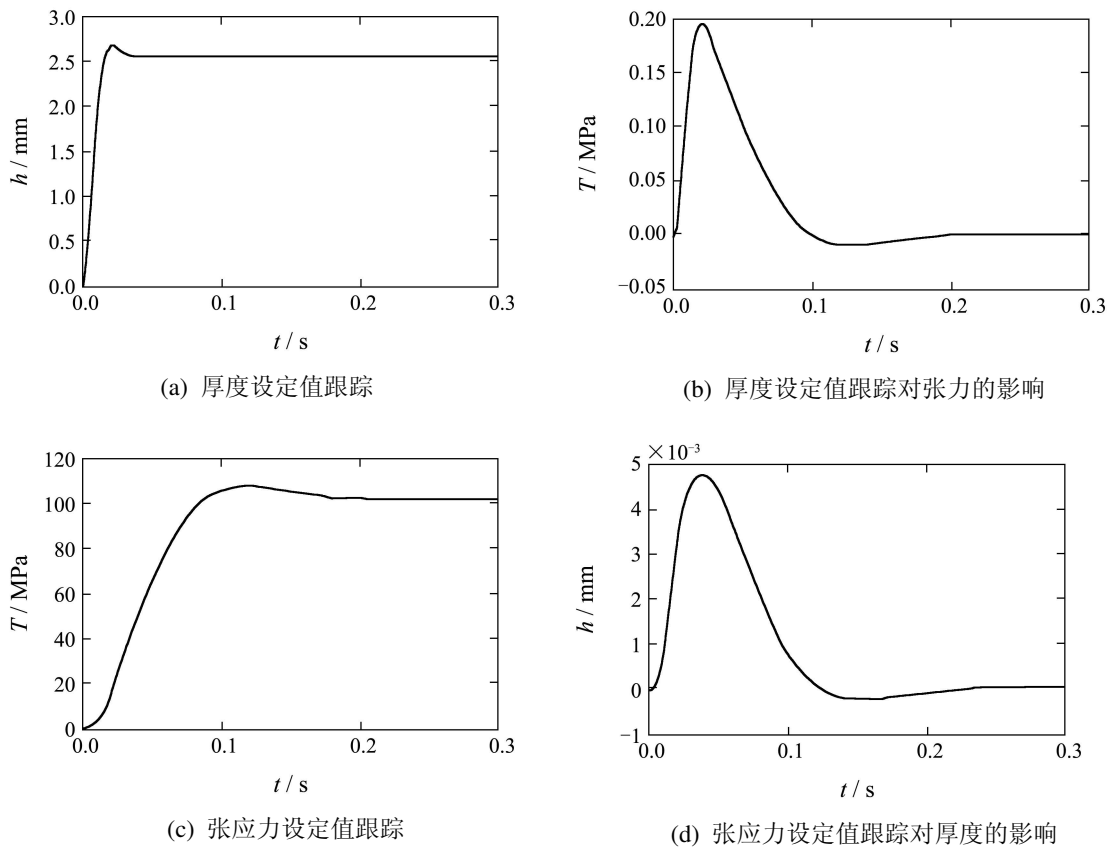 3.0
2.5
2.0
1.5
1.0
0.5
0.0
h / mm
0.0 0.1 0.2 0.3
t / s
(a) 厚度设定值跟踪
0.20
0.15
0.10
0.05
0.00
−0.05
T / MPa
0.0 0.1 0.2 0.3
t / s
(b) 厚度设定值跟踪对张力的影响
120
100
80
60
40
20
0
T / MPa
0.0 0.1 0.2 0.3
t / s
(c) 张应力设定值跟踪
×10⁻³
5
4
3
2
1
0
−1
h / mm
0.0 0.1 0.2 0.3
t / s
(d) 张应力设定值跟踪对厚度的影响